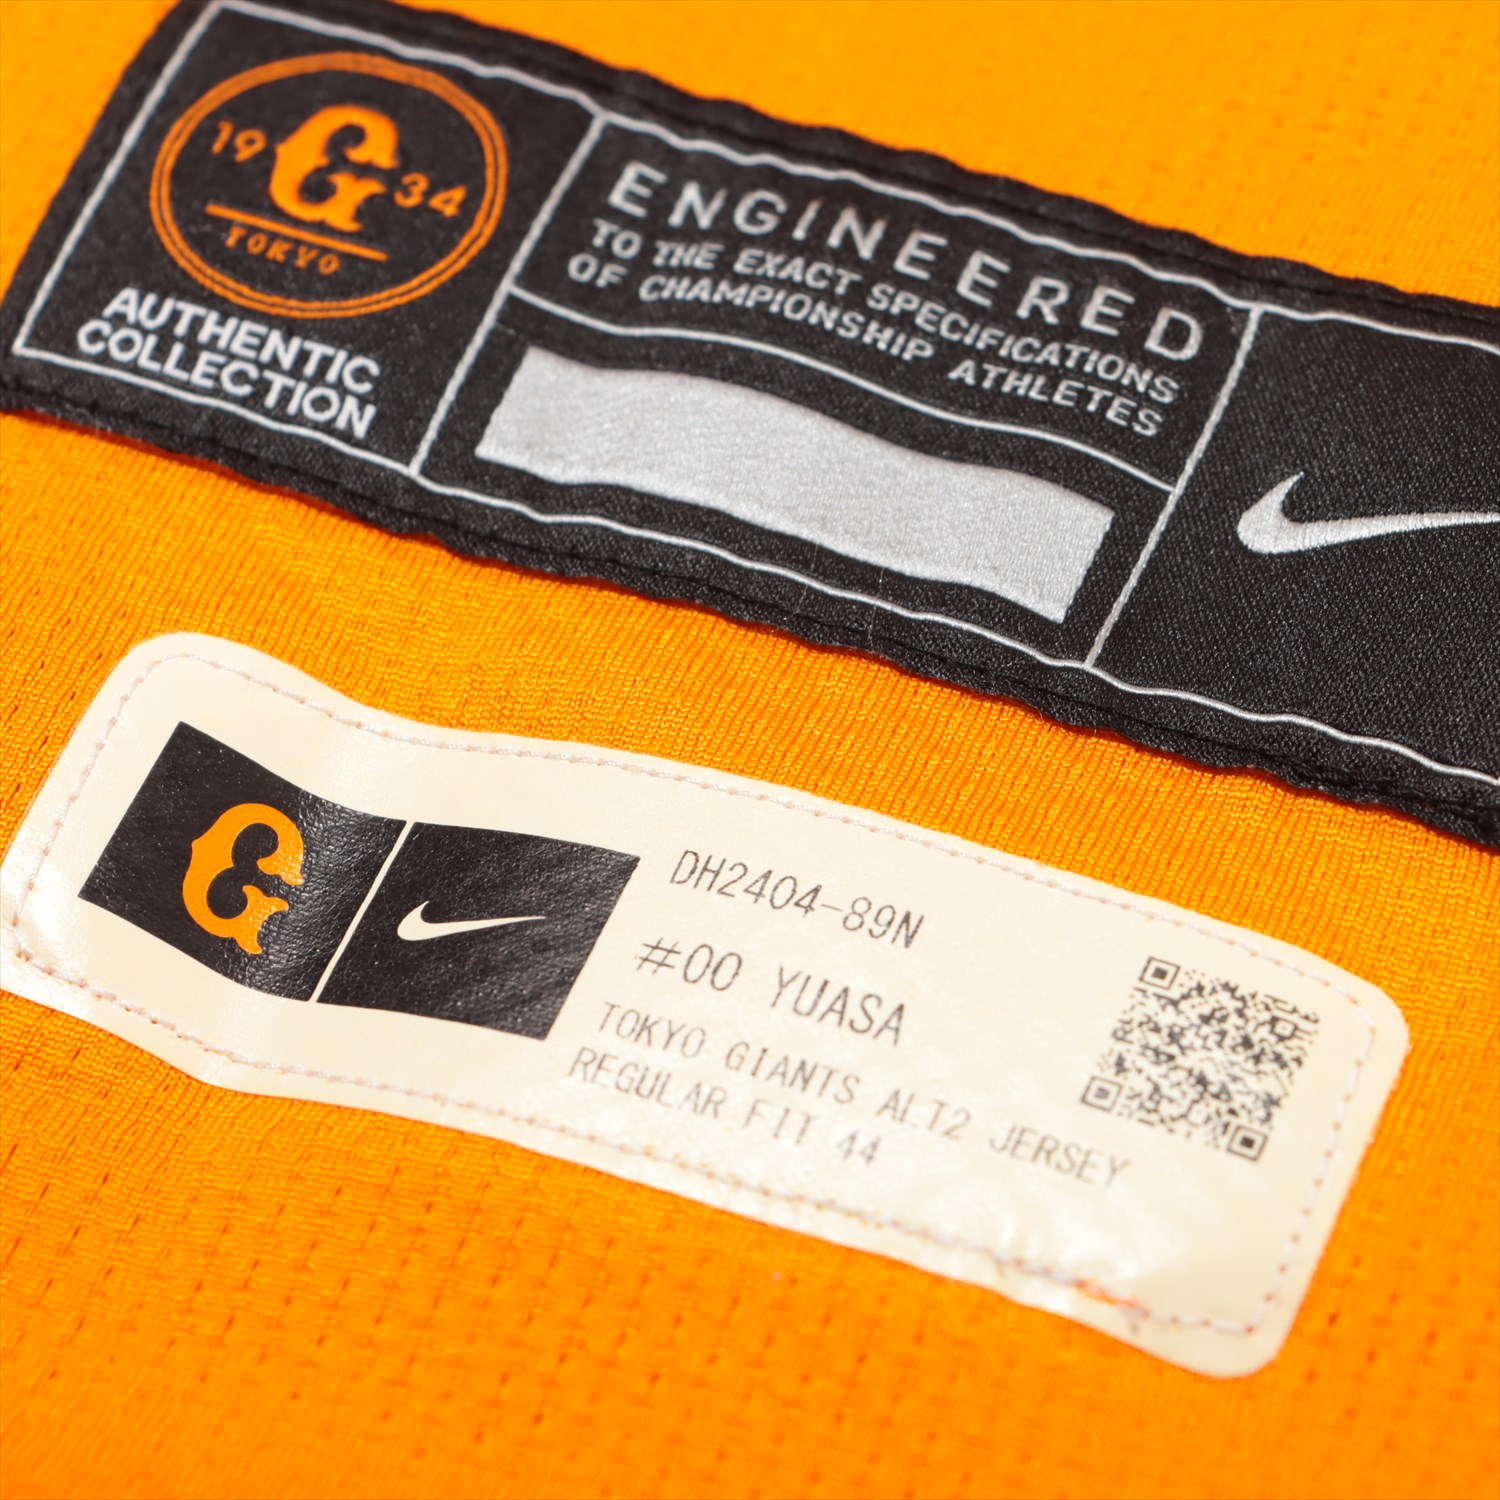 19 G 34
TOKYO
AUTHENTIC
COLLECTION
ENGINEERED
TO THE EXACT SPECIFICATIONS
OF CHAMPIONSHIP ATHLETES
G
DH2404-89N
#00 YUASA
TOKYO GIANTS ALT2 JERSEY
REGULAR FIT 44